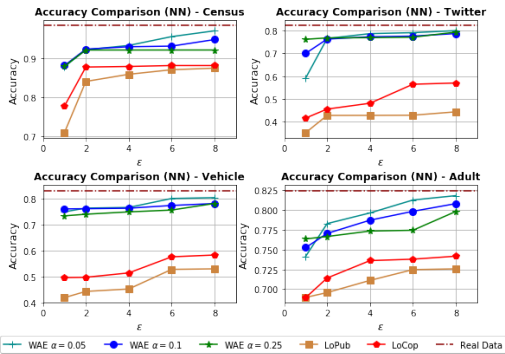 Accuracy Comparison (NN) - Census
Accuracy
0.9
0.8
0.7
0 2 4 6 8
ε
Accuracy Comparison (NN) - Twitter
Accuracy
0.8
0.7
0.6
0.5
0.4
0 2 4 6 8
ε
Accuracy Comparison (NN) - Vehicle
Accuracy
0.8
0.7
0.6
0.5
0.4
0 2 4 6 8
ε
Accuracy Comparison (NN) - Adult
Accuracy
0.825
0.800
0.775
0.750
0.725
0.700
0 2 4 6 8
ε
WAE α = 0.05 WAE α = 0.1 WAE α = 0.25 LoPub LoCop Real Data